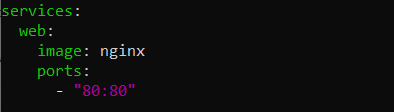 services:
  web:
    image: nginx
    ports:
      - "80:80"